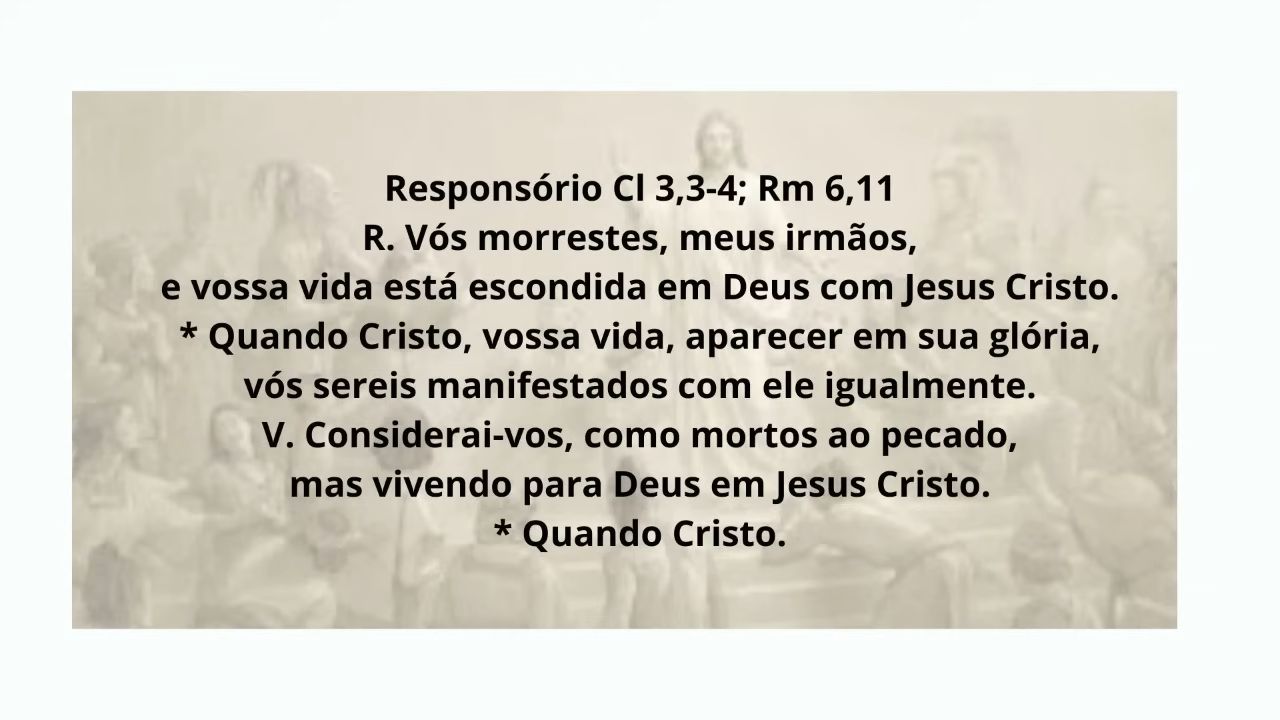 Responsório Cl 3,3-4; Rm 6,11
R. Vós morrestes, meus irmãos,
e vossa vida está escondida em Deus com Jesus Cristo.
* Quando Cristo, vossa vida, aparecer em sua glória,
vós sereis manifestados com ele igualmente.
V. Considerai-vos, como mortos ao pecado,
mas vivendo para Deus em Jesus Cristo.
* Quando Cristo.